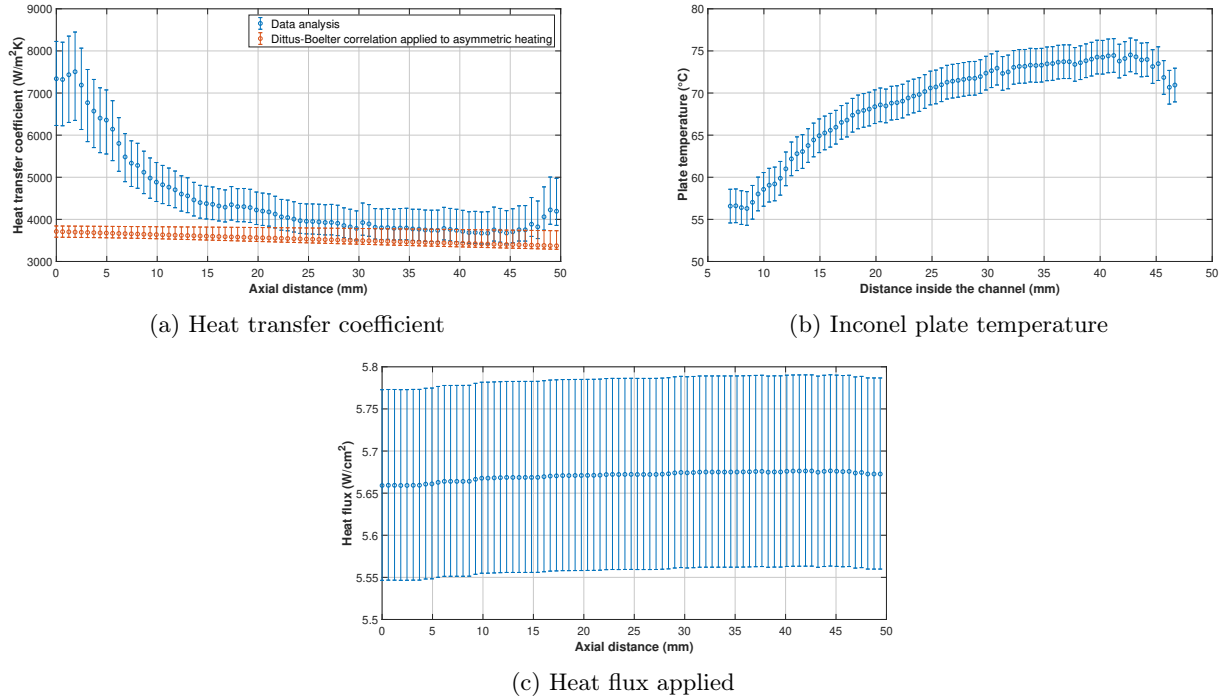 Data analysis
Dittus-Boelter correlation applied to asymmetric heating
9000
8000
7000
6000
5000
4000
3000
Heat transfer coefficient (W/m²K)
0 5 10 15 20 25 30 35 40 45 50
Axial distance (mm)
(a) Heat transfer coefficient
80
75
70
65
60
55
50
Plate temperature (°C)
5 10 15 20 25 30 35 40 45 50
Distance inside the channel (mm)
(b) Inconel plate temperature
5.8
5.75
5.7
5.65
5.6
5.55
5.5
Heat flux (W/cm²)
0 5 10 15 20 25 30 35 40 45 50
Axial distance (mm)
(c) Heat flux applied